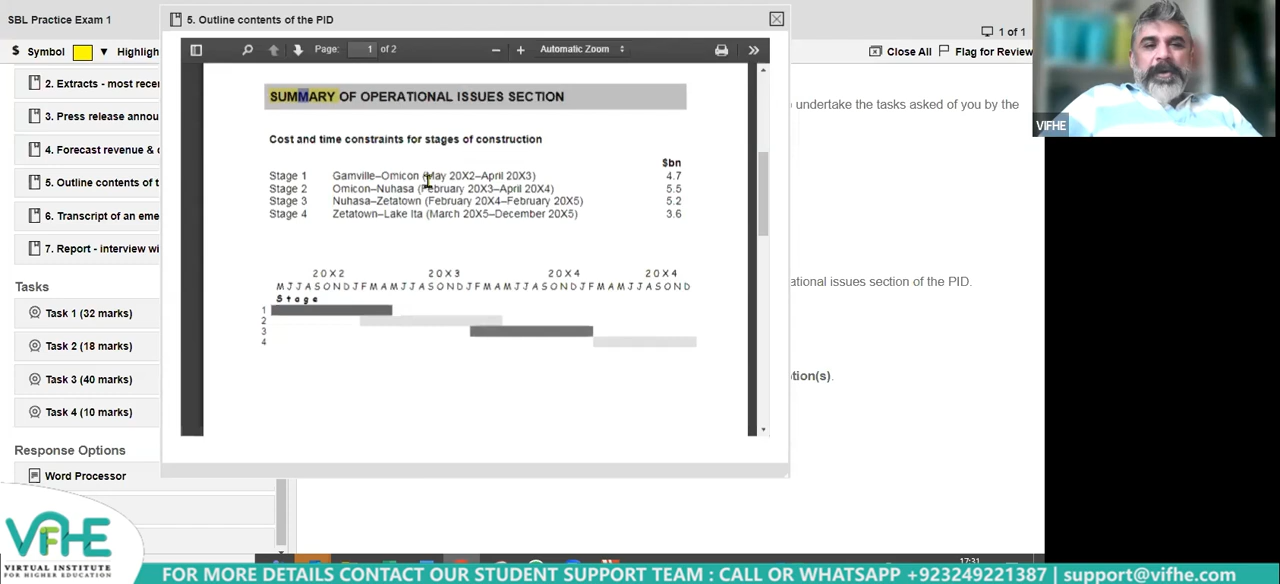 SBL Practice Exam 1
5. Outline contents of the PID
1 of 1
$ Symbol Highligh
Page: 1 of 2
Automatic Zoom
Close All
Flag for Review
2. Extracts - most recer
3. Press release annou
4. Forecast revenue & c
5. Outline contents of t
6. Transcript of an eme
7. Report - interview wi
Tasks
Task 1 (32 marks)
Task 2 (18 marks)
Task 3 (40 marks)
Task 4 (10 marks)
Response Options
Word Processor
SUMMARY OF OPERATIONAL ISSUES SECTION
Cost and time constraints for stages of construction
$bn
Stage 1 Gamville–Omicon (May 20X2–April 20X3) 4.7
Stage 2 Omicon–Nuhasa (February 20X3–April 20X4) 5.5
Stage 3 Nuhasa–Zetatown (February 20X4–February 20X5) 5.2
Stage 4 Zetatown–Lake Ita (March 20X5–December 20X5) 3.6
20X2 20X3 20X4 20X4
M J J A S O N D J F M A M J J A S O N D J F M A M J J A S O N D J F M A M J J A S O N D
Stage
1
2
3
4
undertake the tasks asked of you by the
ational issues section of the PID.
tion(s).
VIFHE
17:31
VIFHE
VIRTUAL INSTITUTE
FOR HIGHER EDUCATION
FOR MORE DETAILS CONTACT OUR STUDENT SUPPORT TEAM : CALL OR WHATSAPP +923249221387 | support@vifhe.com